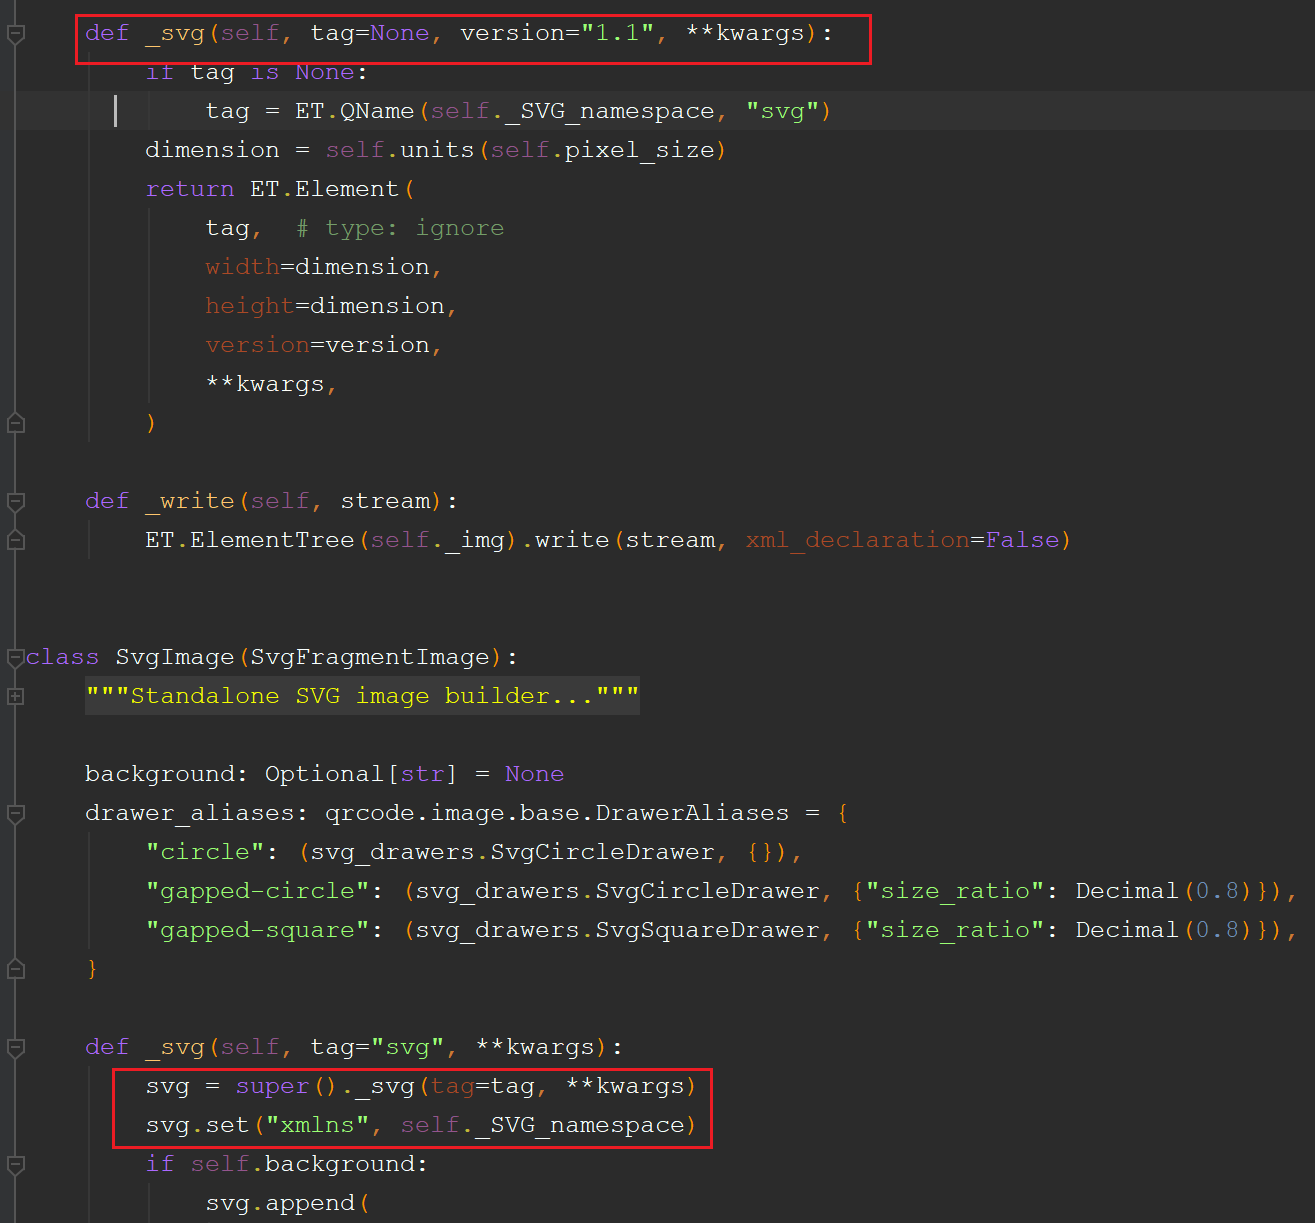 def _svg(self, tag=None, version="1.1", **kwargs):
if tag is None:
tag = ET.QName(self._SVG_namespace, "svg")
dimension = self.units(self.pixel_size)
return ET.Element(
tag,  # type: ignore
width=dimension,
height=dimension,
version=version,
**kwargs,
)
def _write(self, stream):
ET.ElementTree(self._img).write(stream, xml_declaration=False)
class SvgImage(SvgFragmentImage):
"""Standalone SVG image builder..."""
background: Optional[str] = None
drawer_aliases: qrcode.image.base.DrawerAliases = {
"circle": (svg_drawers.SvgCircleDrawer, {}),
"gapped-circle": (svg_drawers.SvgCircleDrawer, {"size_ratio": Decimal(0.8)}),
"gapped-square": (svg_drawers.SvgSquareDrawer, {"size_ratio": Decimal(0.8)}),
}
def _svg(self, tag="svg", **kwargs):
svg = super()._svg(tag=tag, **kwargs)
svg.set("xmlns", self._SVG_namespace)
if self.background:
svg.append(